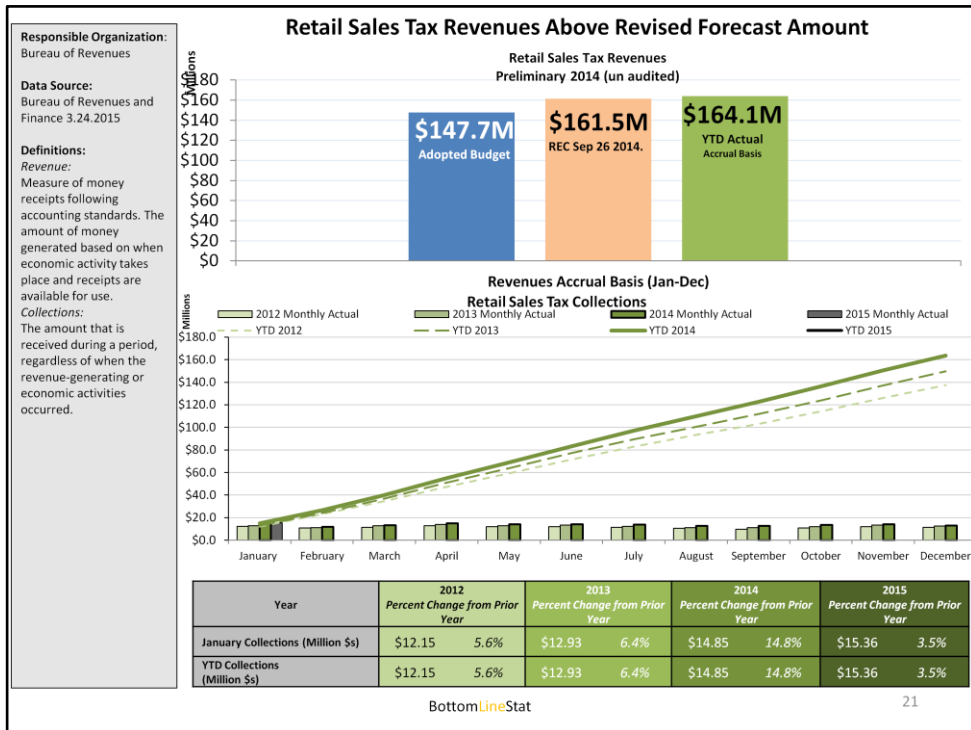 Retail Sales Tax Revenues Above Revised Forecast Amount
Responsible Organization:
Bureau of Revenues
Data Source:
Bureau of Revenues and
Finance 3.24.2015
Definitions:
Revenue:
Measure of money
receipts following
accounting standards. The
amount of money
generated based on when
economic activity takes
place and receipts are
available for use.
Collections:
The amount that is
received during a period,
regardless of when the
revenue-generating or
economic activities
occurred.
Retail Sales Tax Revenues
Preliminary 2014 (un audited)
Millions
$180
$160
$140
$120
$100
$80
$60
$40
$20
$0
$147.7M
Adopted Budget
$161.5M
REC Sep 26 2014.
$164.1M
YTD Actual
Accrual Basis
Revenues Accrual Basis (Jan-Dec)
Retail Sales Tax Collections
Millions
2012 Monthly Actual
2013 Monthly Actual
2014 Monthly Actual
2015 Monthly Actual
YTD 2012
YTD 2013
YTD 2014
YTD 2015
$180.0
$160.0
$140.0
$120.0
$100.0
$80.0
$60.0
$40.0
$20.0
$0.0
January February March April May June July August September October November December
Year
2012
Percent Change from Prior
Year
2013
Percent Change from Prior
Year
2014
Percent Change from Prior
Year
2015
Percent Change from Prior
Year
January Collections (Million $s) $12.15 5.6% $12.93 6.4% $14.85 14.8% $15.36 3.5%
YTD Collections
(Million $s) $12.15 5.6% $12.93 6.4% $14.85 14.8% $15.36 3.5%
BottomLineStat
21